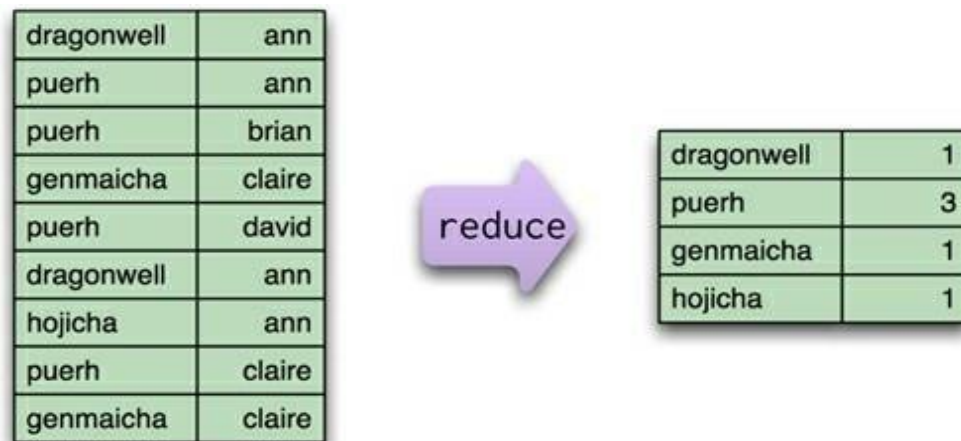 dragonwell ann
puerh ann
puerh brian
genmaicha claire
puerh david
dragonwell ann
hojicha ann
puerh claire
genmaicha claire
reduce
dragonwell 1
puerh 3
genmaicha 1
hojicha 1